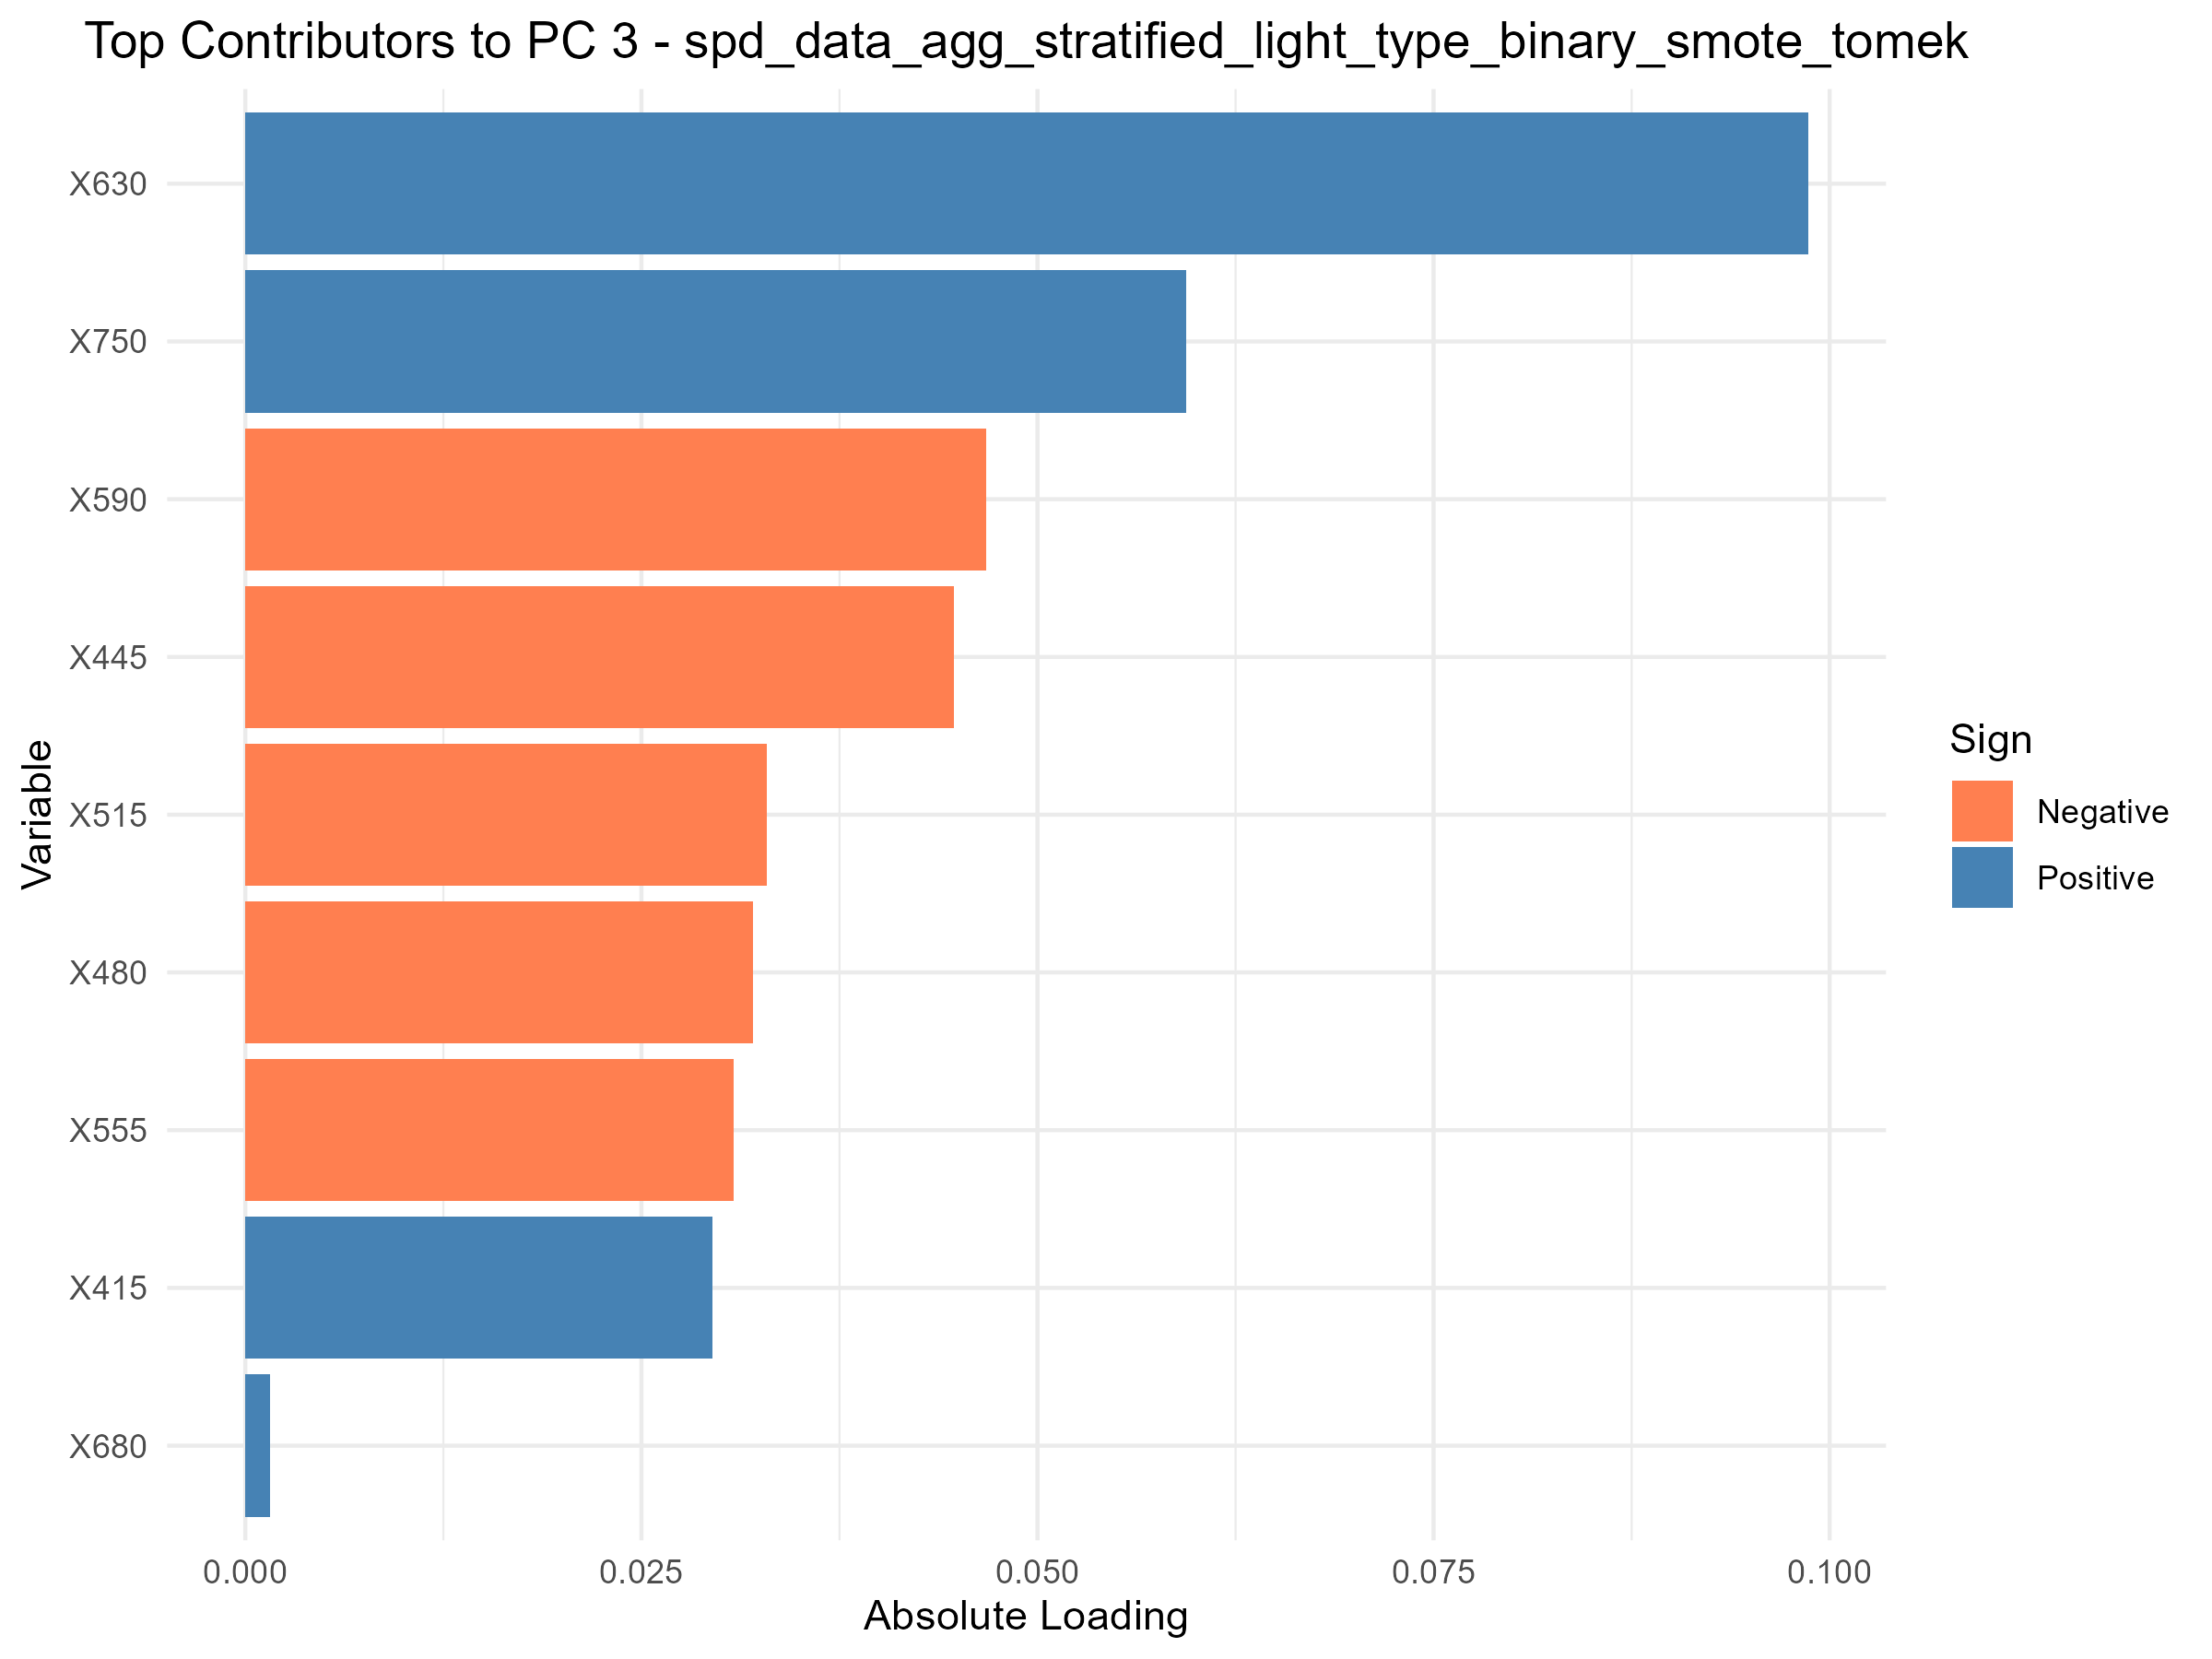 Top Contributors to PC 3 - spd_data_agg_stratified_light_type_binary_smote_tomek
Variable
X630
X750
X590
X445
X515
X480
X555
X415
X680
0.000 0.025 0.050 0.075 0.100
Absolute Loading
Sign
Negative
Positive